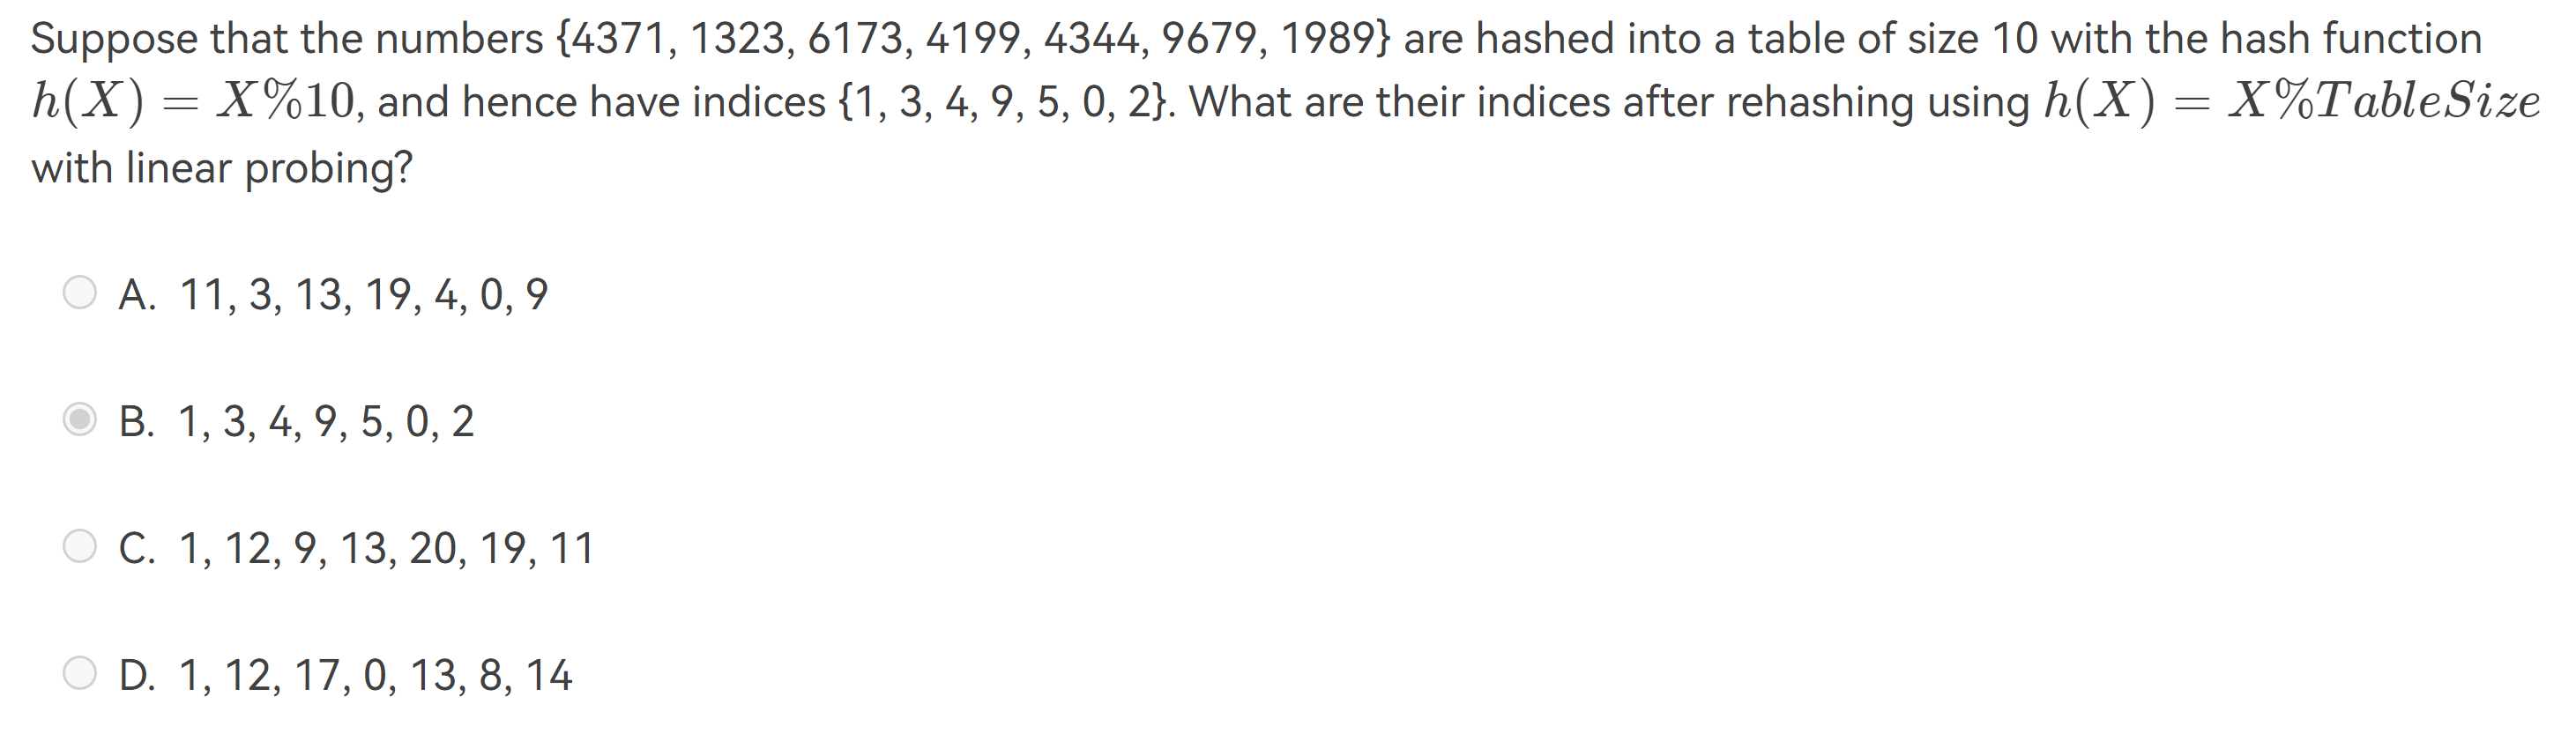 Suppose that the numbers {4371, 1323, 6173, 4199, 4344, 9679, 1989} are hashed into a table of size 10 with the hash function
h(X) = X%10, and hence have indices {1, 3, 4, 9, 5, 0, 2}. What are their indices after rehashing using h(X) = X%TableSize
with linear probing?
A. 11, 3, 13, 19, 4, 0, 9
B. 1, 3, 4, 9, 5, 0, 2
C. 1, 12, 9, 13, 20, 19, 11
D. 1, 12, 17, 0, 13, 8, 14